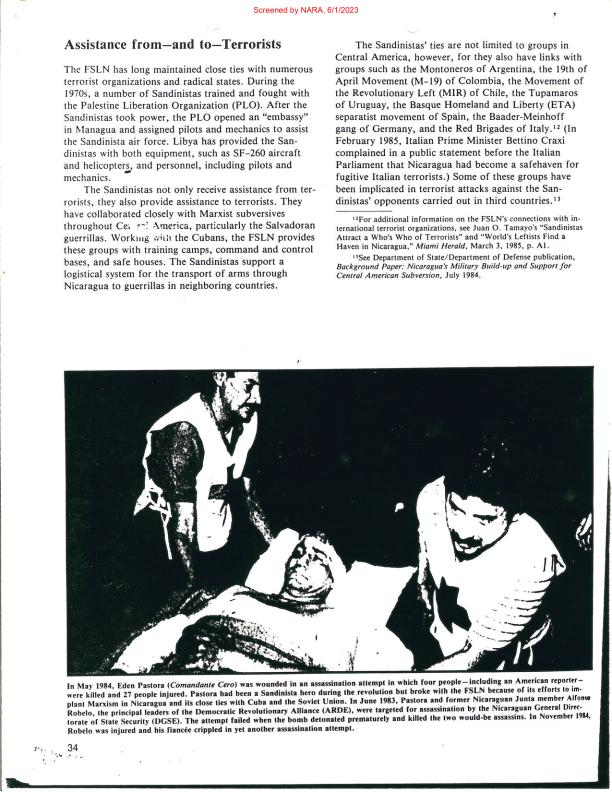 Screened by NARA, 6/1/2023
Assistance from—and to—Terrorists
The FSLN has long maintained close ties with numerous
terrorist organizations and radical states. During the
1970s, a number of Sandinistas trained and fought with
the Palestine Liberation Organization (PLO). After the
Sandinistas took power, the PLO opened an "embassy"
in Managua and assigned pilots and mechanics to assist
the Sandinista air force. Libya has provided the San-
dinistas with both equipment, such as SF-260 aircraft
and helicopters, and personnel, including pilots and
mechanics.
The Sandinistas not only receive assistance from ter-
rorists, they also provide assistance to terrorists. They
have collaborated closely with Marxist subversives
throughout America, particularly the Salvadoran
guerrillas. Working with the Cubans, the FSLN provides
these groups with training camps, command and control
bases, and safe houses. The Sandinistas support a
logistical system for the transport of arms through
Nicaragua to guerrillas in neighboring countries.
The Sandinistas' ties are not limited to groups in
Central America, however, for they also have links with
groups such as the Montoneros of Argentina, the 19th of
April Movement (M-19) of Colombia, the Movement of
the Revolutionary Left (MIR) of Chile, the Tupamaros
of Uruguay, the Basque Homeland and Liberty (ETA)
separatist movement of Spain, the Baader-Meinhoff
gang of Germany, and the Red Brigades of Italy.¹² (In
February 1985, Italian Prime Minister Bettino Craxi
complained in a public statement before the Italian
Parliament that Nicaragua had become a safehaven for
fugitive Italian terrorists.) Some of these groups have
been implicated in terrorist attacks against the San-
dinistas' opponents carried out in third countries.¹³
¹²For additional information on the FSLN's connections with in-
ternational terrorist organizations, see Juan O. Tamayo's "Sandinistas
Attract a Who's Who of Terrorists" and "World's Leftists Find a
Haven in Nicaragua," Miami Herald, March 3, 1985, p. A1.
¹³See Department of State/Department of Defense publication,
Background Paper: Nicaragua's Military Build-up and Support for
Central American Subversion, July 1984.
In May 1984, Eden Pastora (Comandante Cero) was wounded in an assassination attempt in which four people—including an American reporter—
were killed and 27 people injured. Pastora had been a Sandinista hero during the revolution but broke with the FSLN because of its efforts to im-
plant Marxism in Nicaragua and its close ties with Cuba and the Soviet Union. In June 1983, Pastora and former Nicaraguan Junta member Alfonso
Robelo, the principal leaders of the Democratic Revolutionary Alliance (ARDE), were targeted for assassination by the Nicaraguan General Direc-
torate of State Security (DGSE). The attempt failed when the bomb detonated prematurely and killed the two would-be assassins. In November 1984,
Robelo was injured and his fiancée crippled in yet another assassination attempt.
34